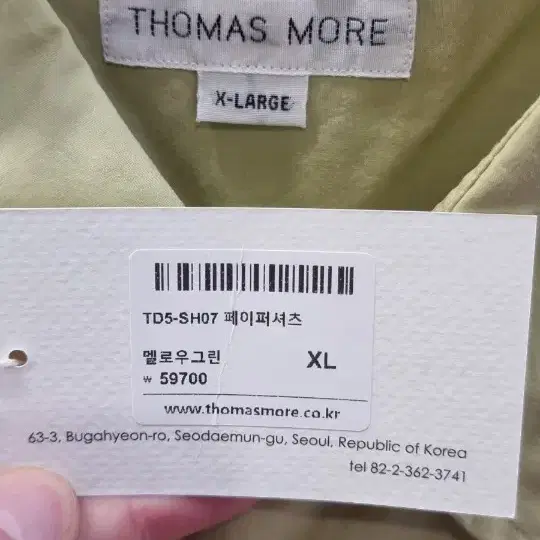 THOMAS MORE
X-LARGE
TD5-SH07 페이퍼셔츠
멜로우그린 XL
₩ 59700
www.thomasmore.co.kr
63-3, Bugahyeon-ro, Seodaemun-gu, Seoul, Republic of Korea
tel 82-2-362-3741